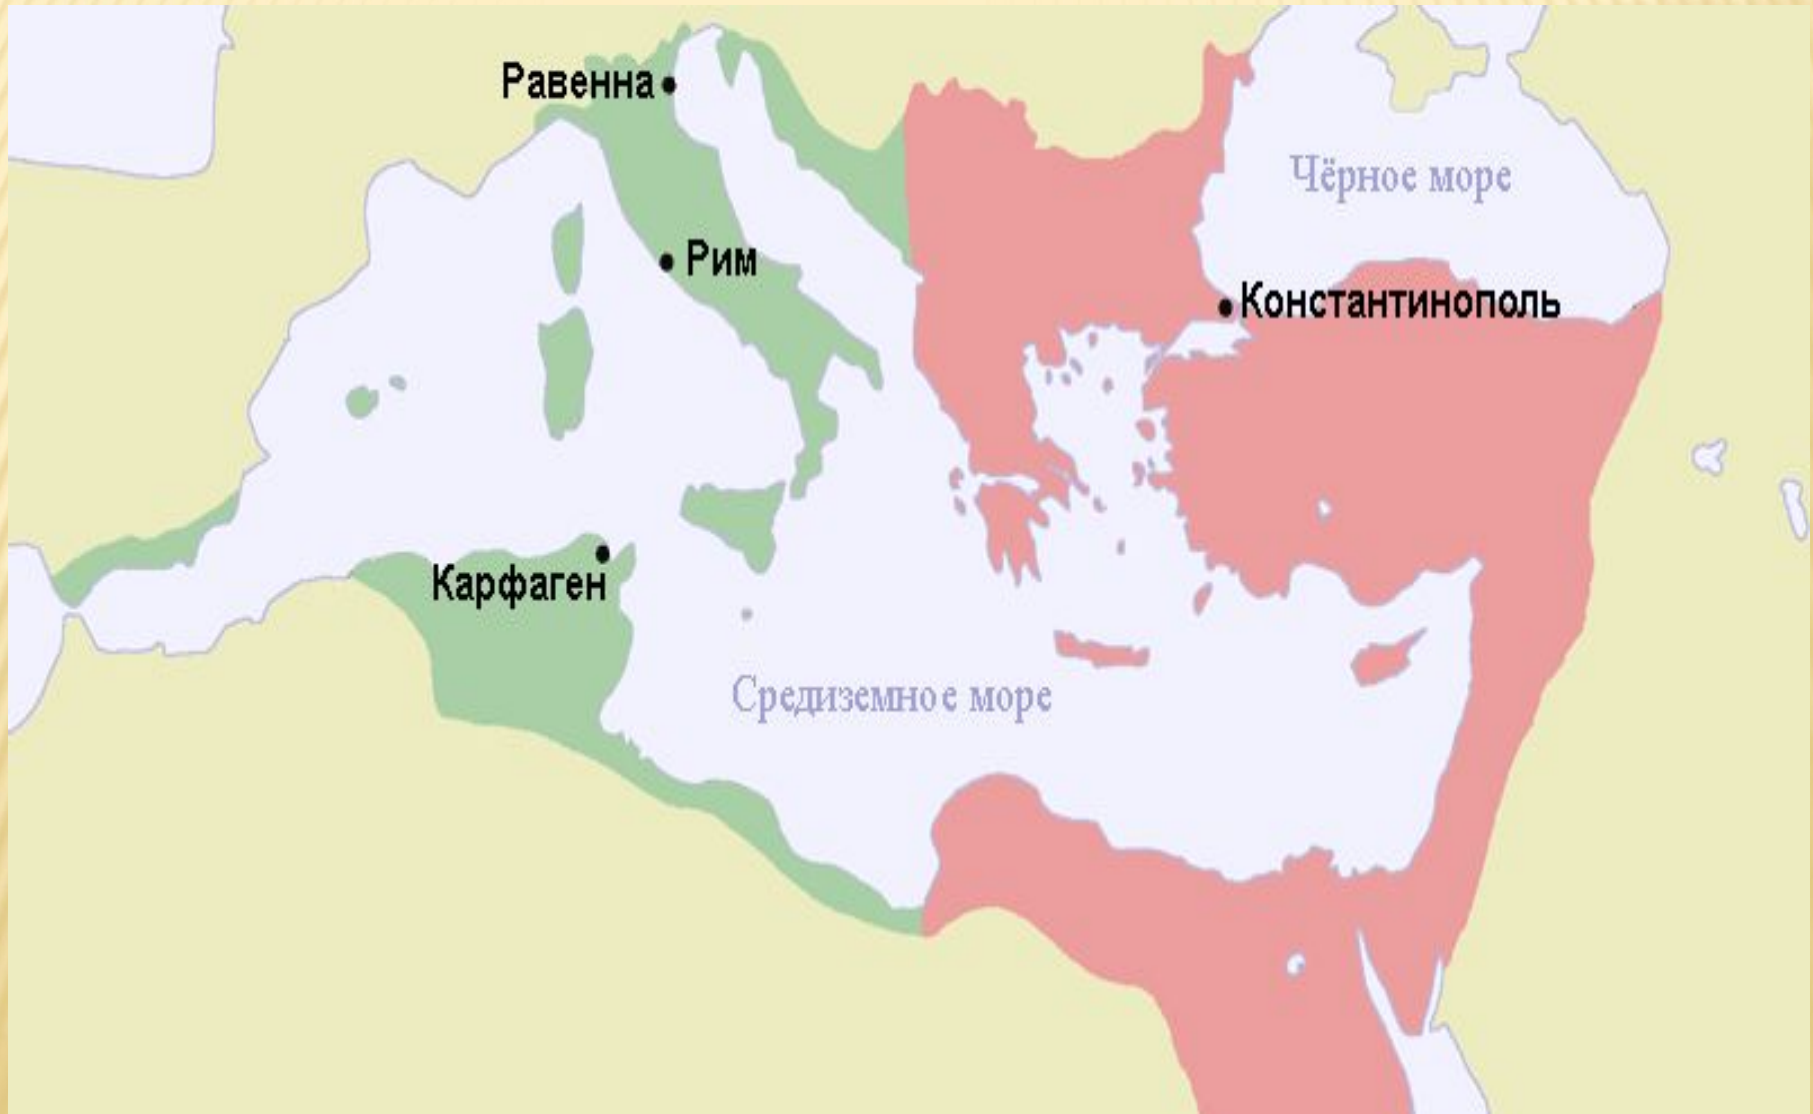 Равенна
Чёрное море
Рим
Константинополь
Карфаген
Средиземное море